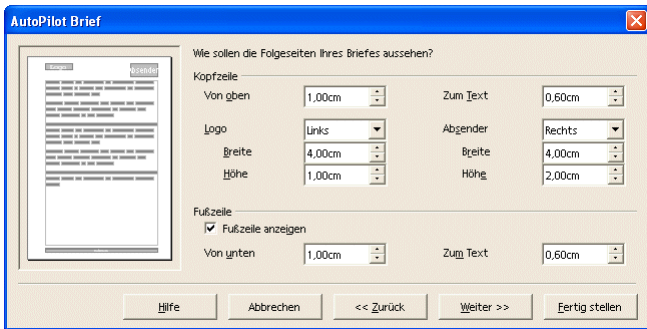 AutoPilot Brief
Wie sollen die Folgeseiten Ihres Briefes aussehen?
Kopfzeile
Von oben 1,00cm Zum Text 0,60cm
Logo Links Absender Rechts
Breite 4,00cm Breite 4,00cm
Höhe 1,00cm Höhe 2,00cm
Fußzeile
Fußzeile anzeigen
Von unten 1,00cm Zum Text 0,60cm
Hilfe Abbrechen << Zurück Weiter >> Fertig stellen